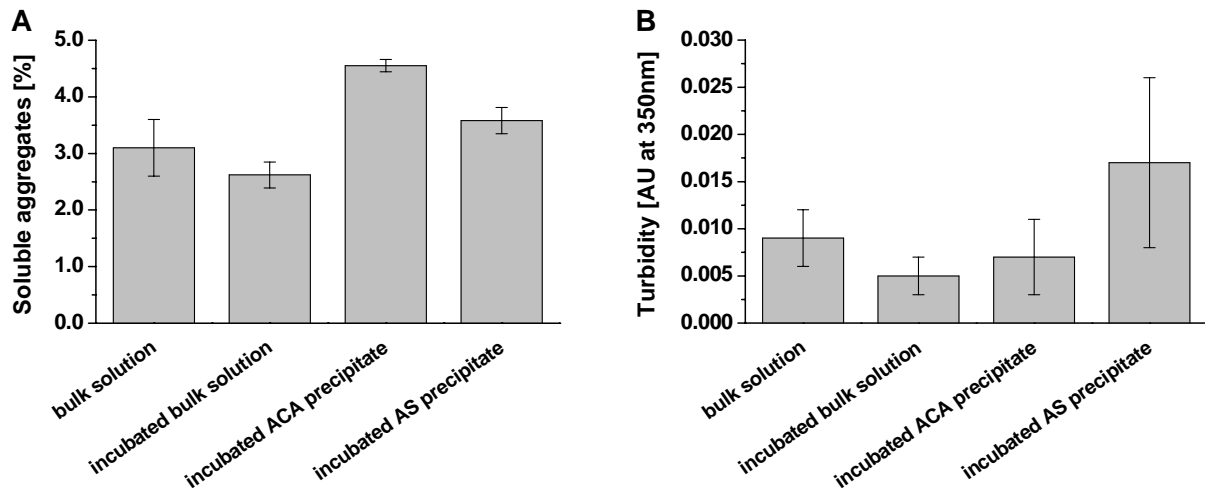 A
Soluble aggregates [%]
5.0
4.0
3.0
2.0
1.0
0.0
bulk solution
incubated bulk solution
incubated ACA precipitate
incubated AS precipitate
B
Turbidity [AU at 350nm]
0.030
0.025
0.020
0.015
0.010
0.005
0.000
bulk solution
incubated bulk solution
incubated ACA precipitate
incubated AS precipitate